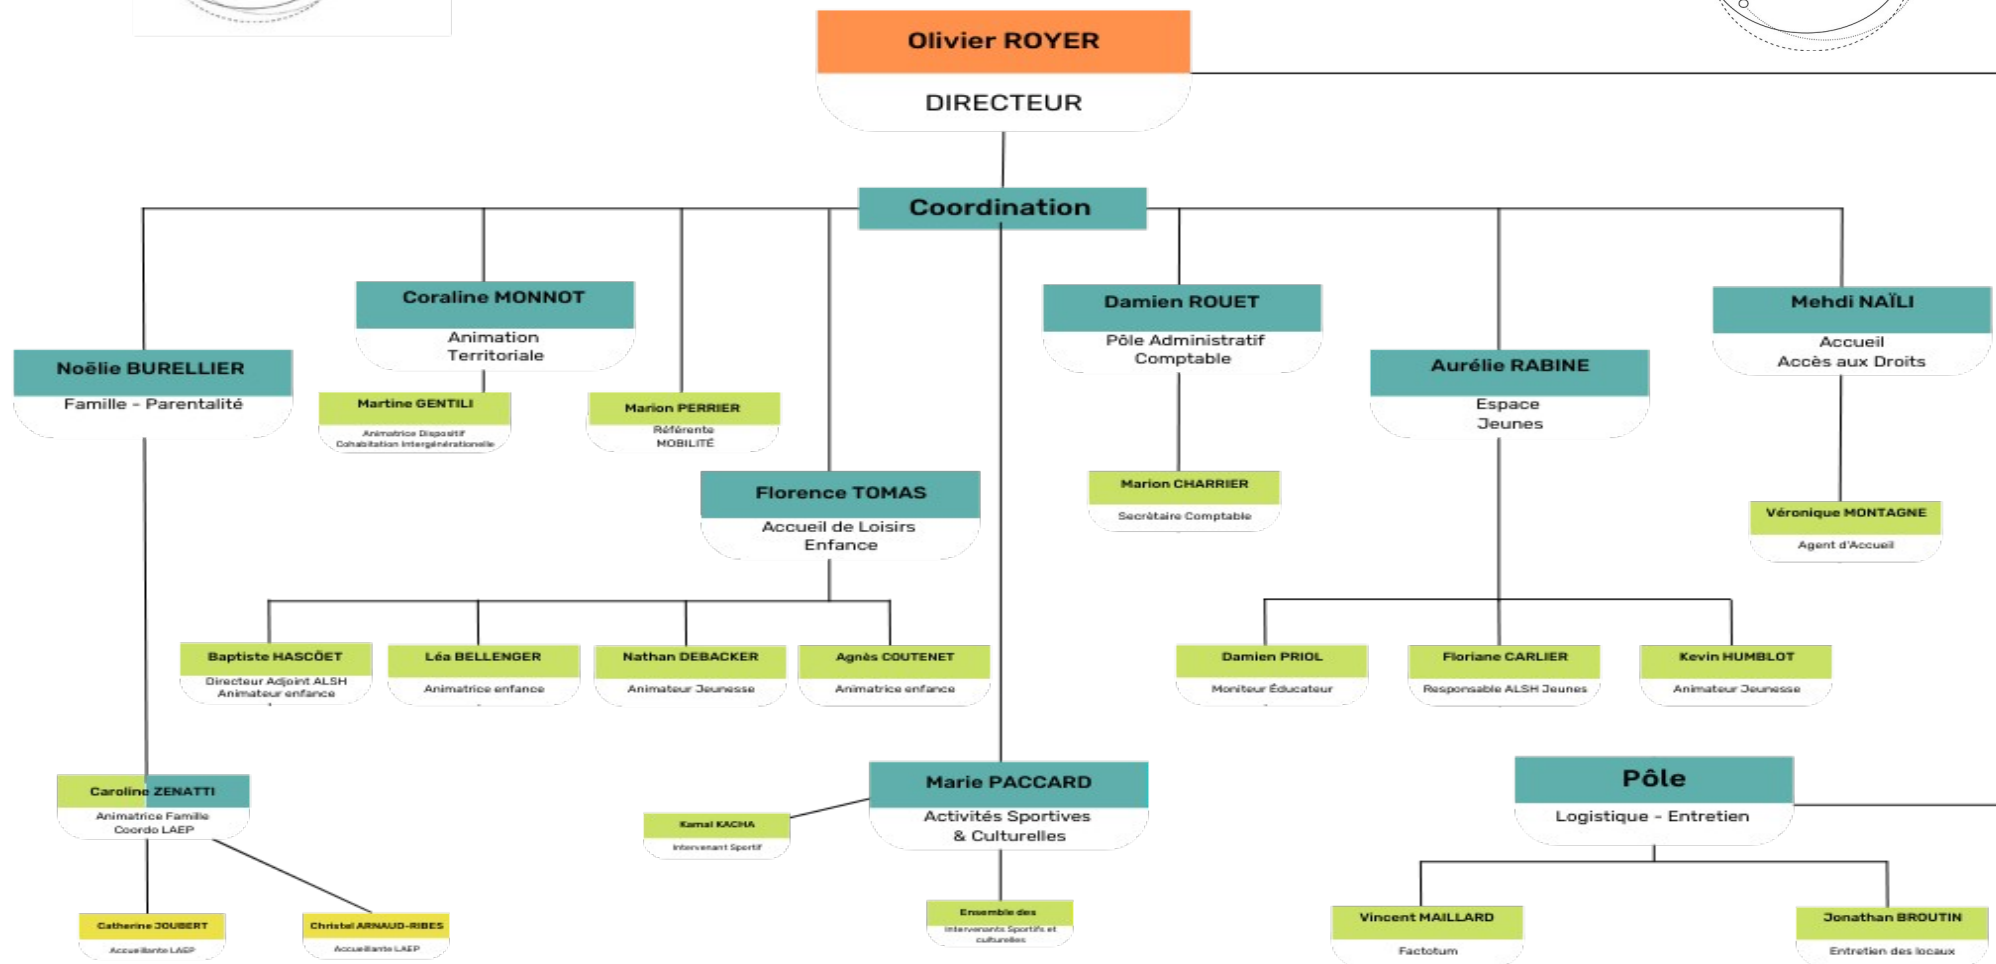 Olivier ROYER
DIRECTEUR
Coordination
Coraline MONNOT
Animation
Territoriale
Damien ROUET
Pôle Administratif
Comptable
Mehdi NAÏLI
Accueil
Accès aux Droits
Noëlie BURELLIER
Famille - Parentalité
Aurélie RABINE
Espace
Jeunes
Martine GENTILI
Animatrice Dispositif
Cohabitation Intergénérationelle
Marion PERRIER
Référente
MOBILITÉ
Florence TOMAS
Accueil de Loisirs
Enfance
Marion CHARRIER
Secrétaire Comptable
Véronique MONTAGNE
Agent d'Accueil
Baptiste HASCÖET
Directeur Adjoint ALSH
Animateur enfance
Léa BELLENGER
Animatrice enfance
Nathan DEBACKER
Animateur Jeunesse
Agnès COUTENET
Animatrice enfance
Damien PRIOL
Moniteur Éducateur
Floriane CARLIER
Responsable ALSH Jeunes
Kevin HUMBLOT
Animateur Jeunesse
Caroline ZENATTI
Animatrice Famille
Coordo LAEP
Marie PACCARD
Activités Sportives
& Culturelles
Pôle
Logistique - Entretien
Kamal KACHA
Intervenant Sportif
Catherine JOUBERT
Accueillante LAEP
Christel ARNAUD-RIBES
Accueillante LAEP
Ensemble des
Intervenants Sportifs et
culturelles
Vincent MAILLARD
Factotum
Jonathan BROUTIN
Entretien des locaux